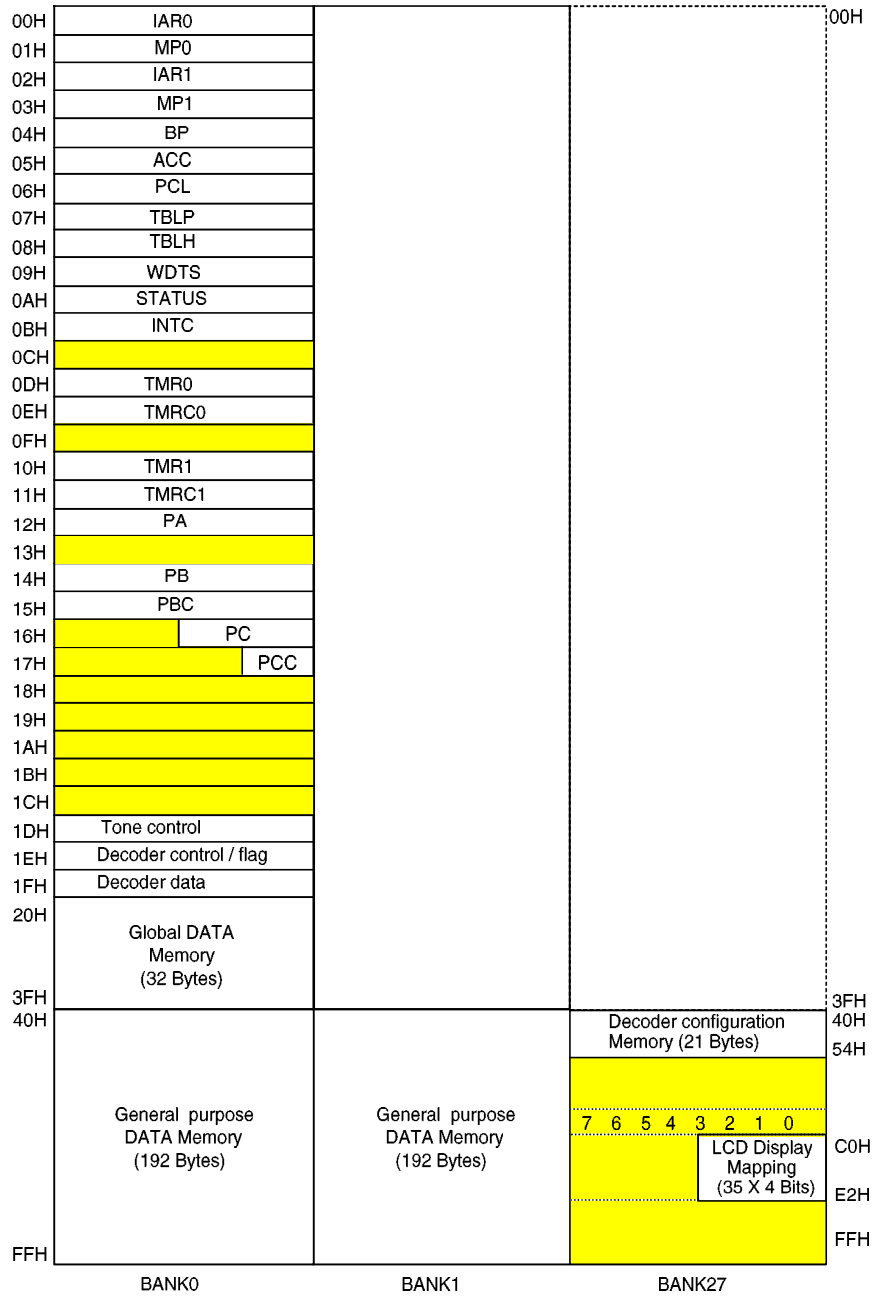 00H IAR0 00H
01H MP0
02H IAR1
03H MP1
04H BP
05H ACC
06H PCL
07H TBLP
08H TBLH
09H WDTS
0AH STATUS
0BH INTC
0CH
0DH TMR0
0EH TMRC0
0FH
10H TMR1
11H TMRC1
12H PA
13H
14H PB
15H PBC
16H PC
17H PCC
18H
19H
1AH
1BH
1CH
1DH Tone control
1EH Decoder control / flag
1FH Decoder data
20H
Global DATA
Memory
(32 Bytes)
3FH 3FH
40H
General purpose
DATA Memory
(192 Bytes)
FFH
General purpose
DATA Memory
(192 Bytes)
Decoder configuration 40H
Memory (21 Bytes) 54H
7 6 5 4 3 2 1 0
LCD Display C0H
Mapping
(35 X 4 Bits) E2H
FFH
BANK0 BANK1 BANK27